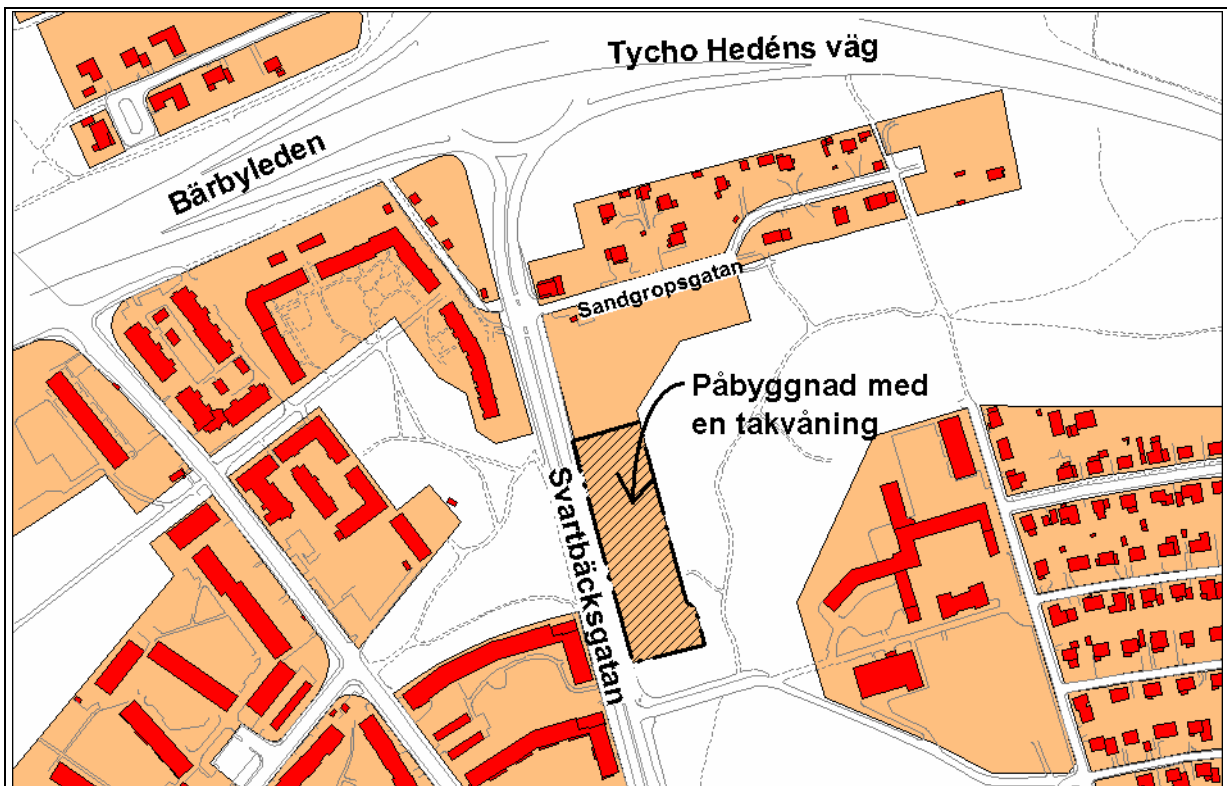 Tycho Hedéns väg
Bärbyleden
Sandgropsgatan
Påbyggnad med
en takvåning
Svartbäcksgatan